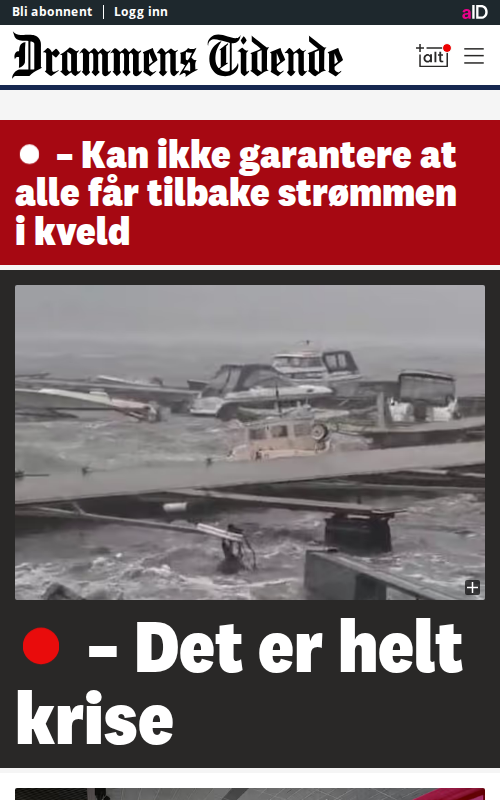 Bli abonnent | Logg inn
aID
Drammens Tidende
+alt
– Kan ikke garantere at
alle får tilbake strømmen
i kveld
– Det er helt
krise